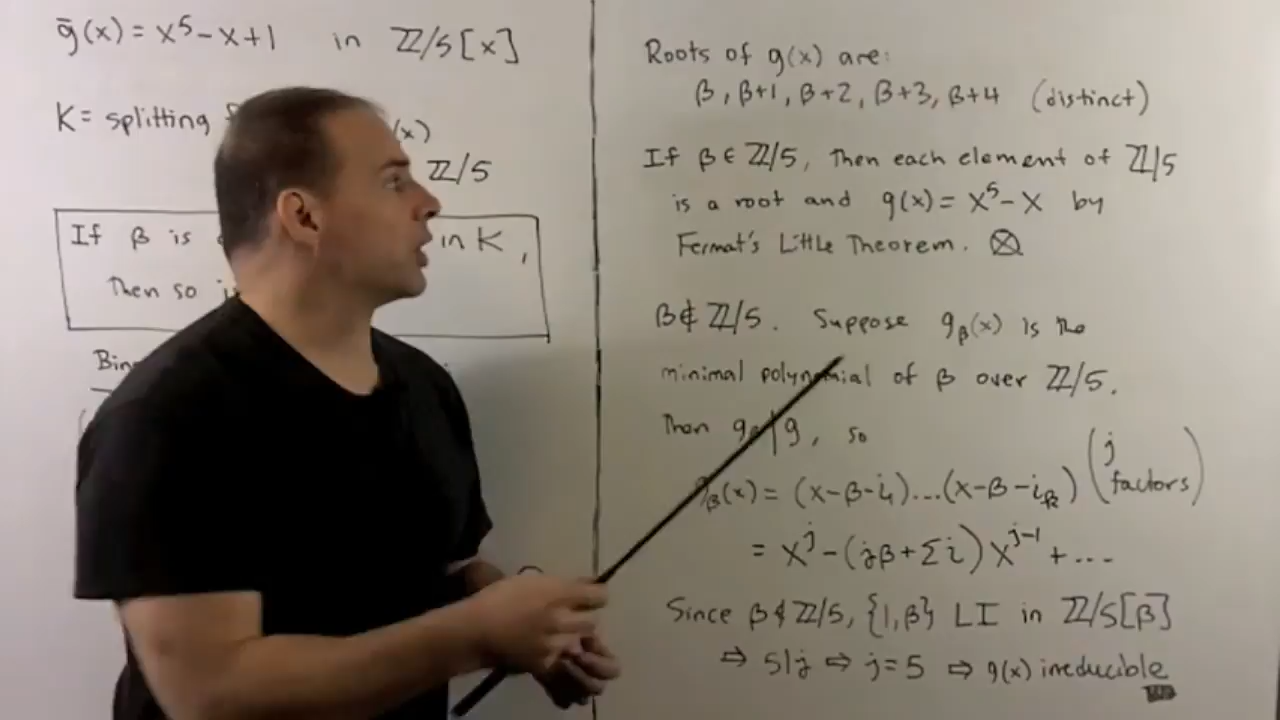 ḡ(x) = x⁵ - x + 1 in ℤ/5[x]
K = splitting (x)
ℤ/5
If β is in K,
Then so i
Bin
Roots of g(x) are:
β, β+1, β+2, β+3, β+4 (distinct)
If β ∈ ℤ/5, Then each element of ℤ/5
is a root and g(x) = x⁵ - x by
Fermat's Little Theorem. ⊗
β ∉ ℤ/5. Suppose g_β(x) is the
minimal polynomial of β over ℤ/5.
Then g_β | g, so
g_β(x) = (x-β-i₁)...(x-β-i_k) (j factors)
= x^j - (jβ + Σi) x^{j-1} + ...
Since β ∉ ℤ/5, {1, β} LI in ℤ/5[β]
⇒ 5|j ⇒ j = 5 ⇒ g(x) irreducible